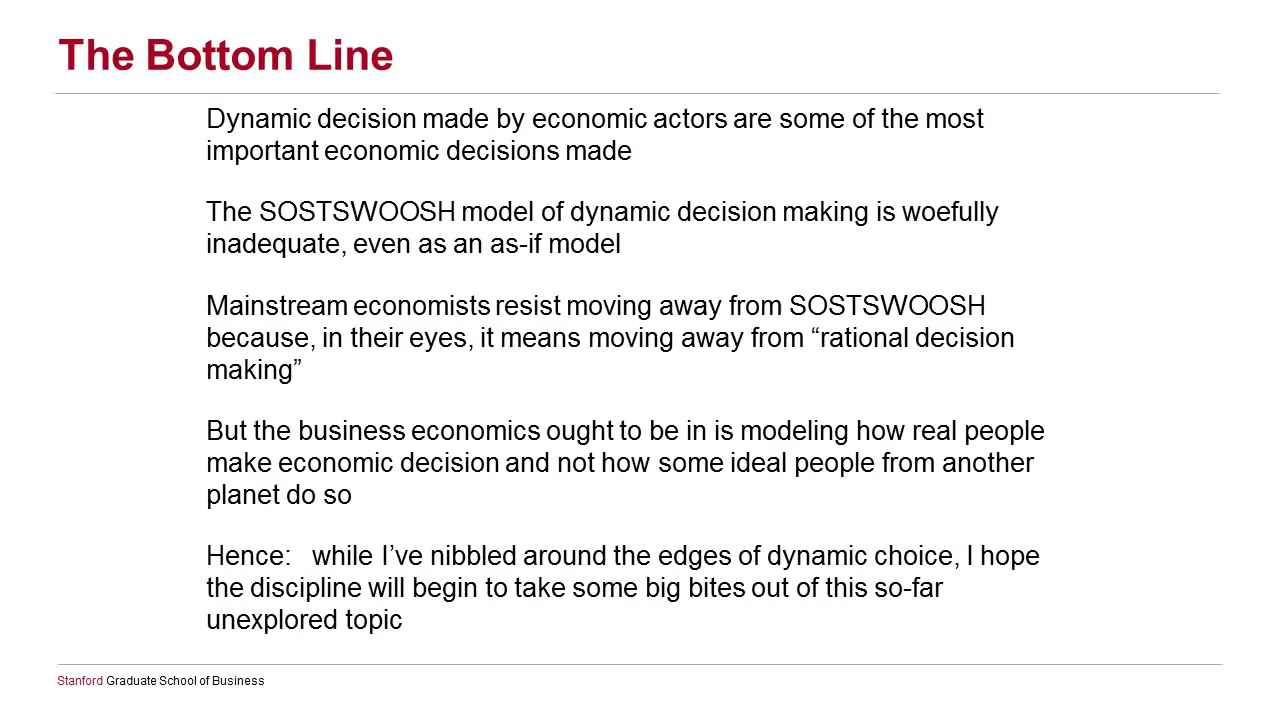 The Bottom Line
Dynamic decision made by economic actors are some of the most
important economic decisions made
The SOSTSWOOSH model of dynamic decision making is woefully
inadequate, even as an as-if model
Mainstream economists resist moving away from SOSTSWOOSH
because, in their eyes, it means moving away from “rational decision
making”
But the business economics ought to be in is modeling how real people
make economic decision and not how some ideal people from another
planet do so
Hence:   while I’ve nibbled around the edges of dynamic choice, I hope
the discipline will begin to take some big bites out of this so-far
unexplored topic
Stanford Graduate School of Business